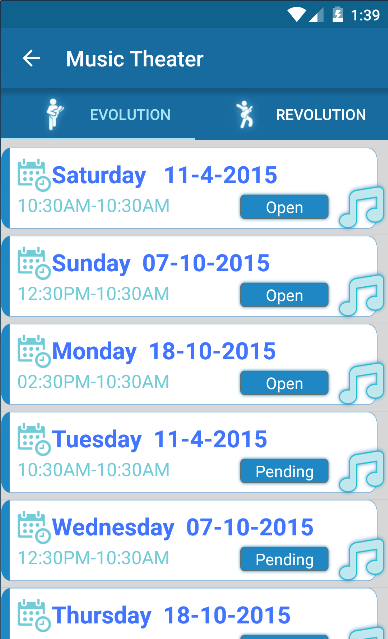 1:39
Music Theater
EVOLUTION REVOLUTION
Saturday 11-4-2015
10:30AM-10:30AM Open
Sunday 07-10-2015
12:30PM-10:30AM Open
Monday 18-10-2015
02:30PM-10:30AM Open
Tuesday 11-4-2015
10:30AM-10:30AM Pending
Wednesday 07-10-2015
12:30PM-10:30AM Pending
Thursday 18-10-2015